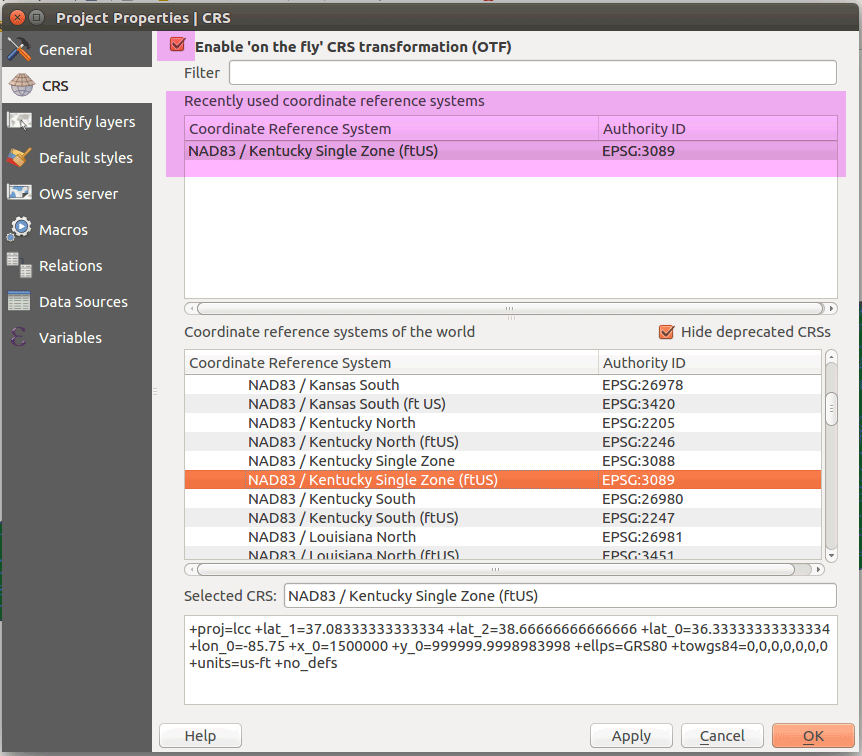 Project Properties | CRS
General
CRS
Identify layers
Default styles
OWS server
Macros
Relations
Data Sources
Variables
Enable 'on the fly' CRS transformation (OTF)
Filter
Recently used coordinate reference systems
Coordinate Reference System Authority ID
NAD83 / Kentucky Single Zone (ftUS) EPSG:3089
Coordinate reference systems of the world Hide deprecated CRSs
Coordinate Reference System Authority ID
NAD83 / Kansas South EPSG:26978
NAD83 / Kansas South (ft US) EPSG:3420
NAD83 / Kentucky North EPSG:2205
NAD83 / Kentucky North (ftUS) EPSG:2246
NAD83 / Kentucky Single Zone EPSG:3088
NAD83 / Kentucky Single Zone (ftUS) EPSG:3089
NAD83 / Kentucky South EPSG:26980
NAD83 / Kentucky South (ftUS) EPSG:2247
NAD83 / Louisiana North EPSG:26981
NAD83 / Louisiana North (ftUS) EPSG:3451
Selected CRS: NAD83 / Kentucky Single Zone (ftUS)
+proj=lcc +lat_1=37.08333333333334 +lat_2=38.66666666666666 +lat_0=36.33333333333334
+lon_0=-85.75 +x_0=1500000 +y_0=999999.9998983998 +ellps=GRS80 +towgs84=0,0,0,0,0,0,0
+units=us-ft +no_defs
Help Apply Cancel OK